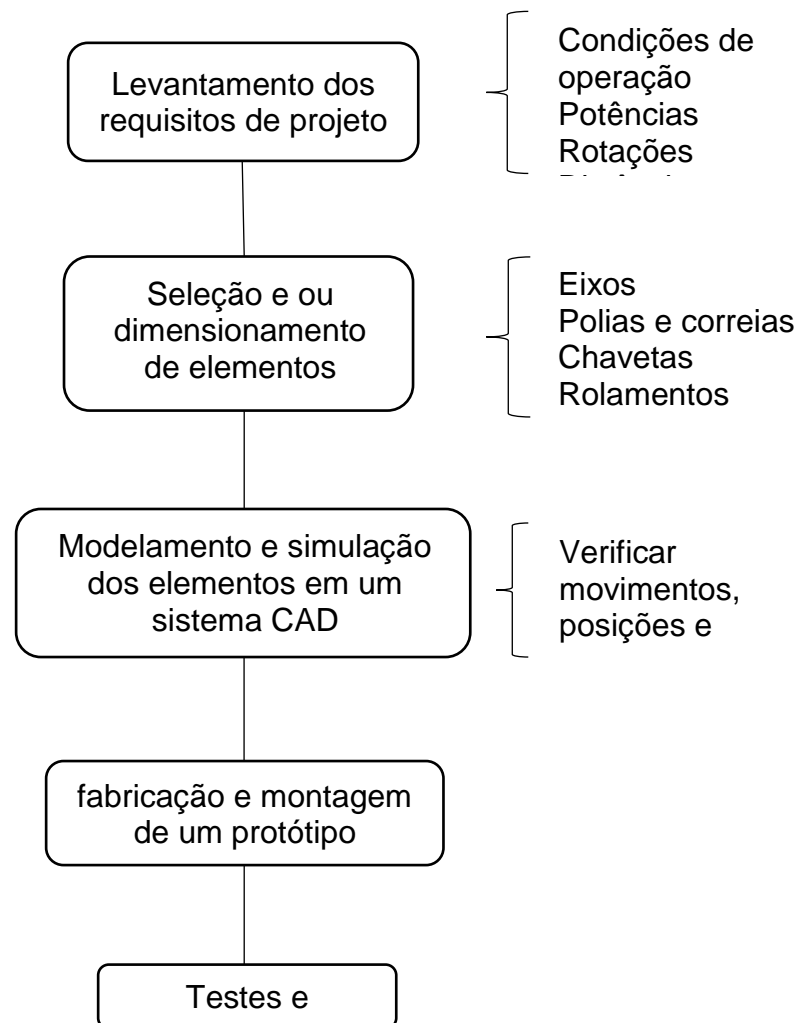 Levantamento dos
requisitos de projeto
Condições de
operação
Potências
Rotações
Seleção e ou
dimensionamento
de elementos
Eixos
Polias e correias
Chavetas
Rolamentos
Modelamento e simulação
dos elementos em um
sistema CAD
Verificar
movimentos,
posições e
fabricação e montagem
de um protótipo
Testes e